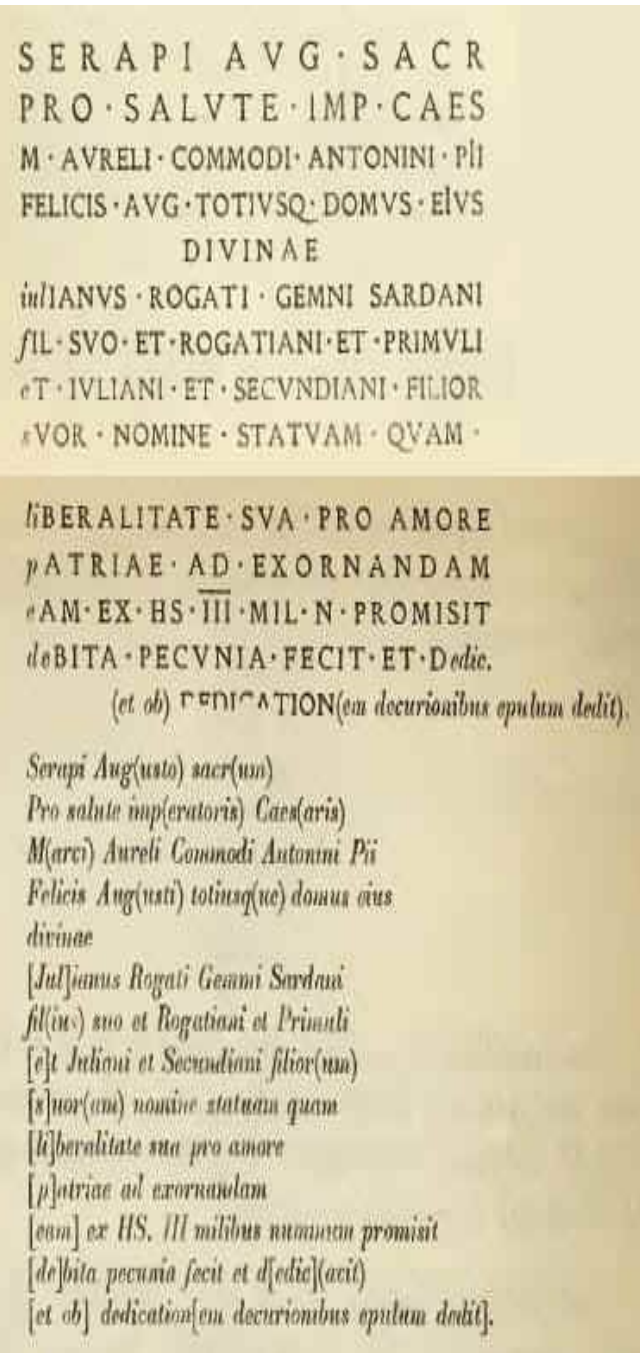 SERAPI AVG · SACR
PRO · SALVTE · IMP · CAES
M · AVRELI · COMMODI · ANTONINI · PII
FELICIS · AVG · TOTIVSQ · DOMVS · EIVS
DIVINAE
iulIANVS · ROGATI · GEMNI SARDANI
fIL · SVO · ET · ROGATIANI · ET · PRIMVLI
eT · IVLIANI · ET · SECVNDIANI · FILIOR
sVOR · NOMINE · STATVAM · QVAM ·
liBERALITATE · SVA · PRO AMORE
pATRIAE · AD · EXORNANDAM
eAM · EX · HS · I̅I̅I̅ · MIL · N · PROMISIT
deBITA · PECVNIA · FECIT · ET · Dedic.
(et ob) DEDICATION(em decurionibus epulum dedit).
Serapi Aug(usto) sacr(um)
Pro salute imp(eratoris) Caes(aris)
M(arci) Aureli Commodi Antonini Pii
Felicis Aug(usti) totiusq(ue) domus eius
divinae
[Jul]ianus Rogati Gemni Sardani
fil(ius) suo et Rogatiani et Primuli
[e]t Juliani et Secundiani filior(um)
[s]uor(um) nomine statuam quam
[li]beralitate sua pro amore
[p]atriae ad exornandam
[eam] ex HS. III milibus nummum promisit
[de]bita pecunia fecit et d[edic](avit)
[et ob] dedication[em decurionibus epulum dedit].